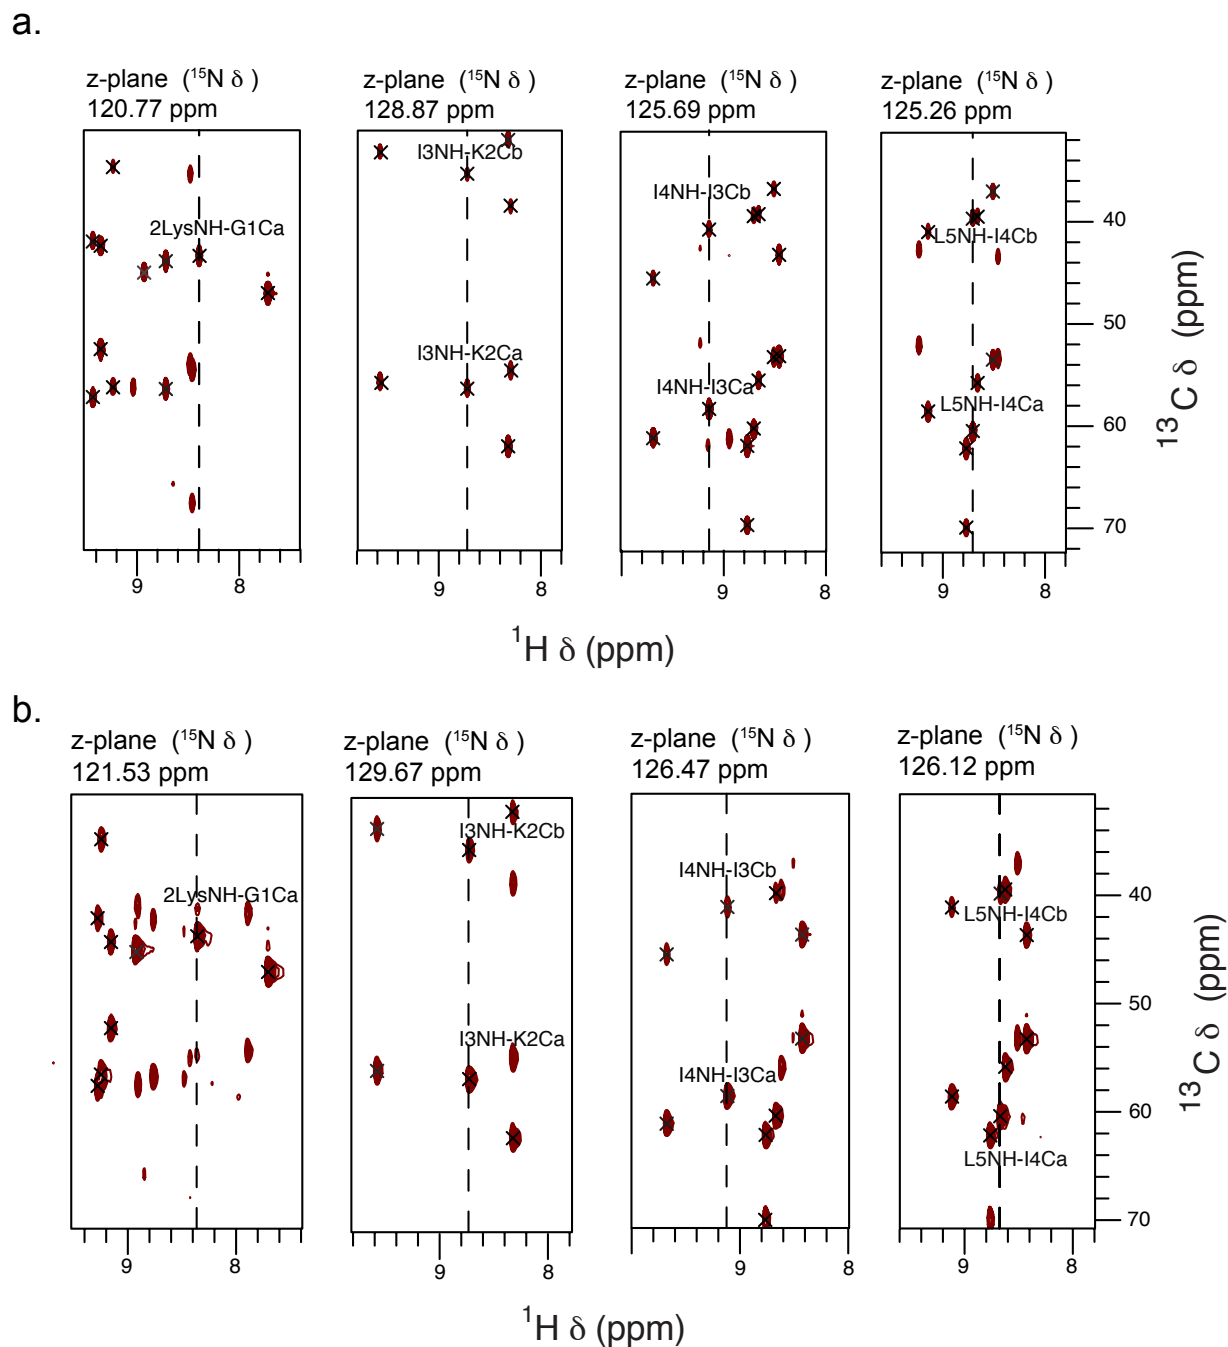 a.
z-plane (¹⁵N δ )
120.77 ppm
z-plane (¹⁵N δ )
128.87 ppm
z-plane (¹⁵N δ )
125.69 ppm
z-plane (¹⁵N δ )
125.26 ppm
2LysNH-G1Ca
I3NH-K2Cb
I3NH-K2Ca
I4NH-I3Cb
I4NH-I3Ca
L5NH-I4Cb
L5NH-I4Ca
40
50
60
70
¹³C δ (ppm)
9 8
9 8
9 8
9 8
¹H δ (ppm)
b.
z-plane (¹⁵N δ )
121.53 ppm
z-plane (¹⁵N δ )
129.67 ppm
z-plane (¹⁵N δ )
126.47 ppm
z-plane (¹⁵N δ )
126.12 ppm
2LysNH-G1Ca
I3NH-K2Cb
I3NH-K2Ca
I4NH-I3Cb
I4NH-I3Ca
L5NH-I4Cb
L5NH-I4Ca
40
50
60
70
¹³C δ (ppm)
9 8
9 8
9 8
9 8
¹H δ (ppm)